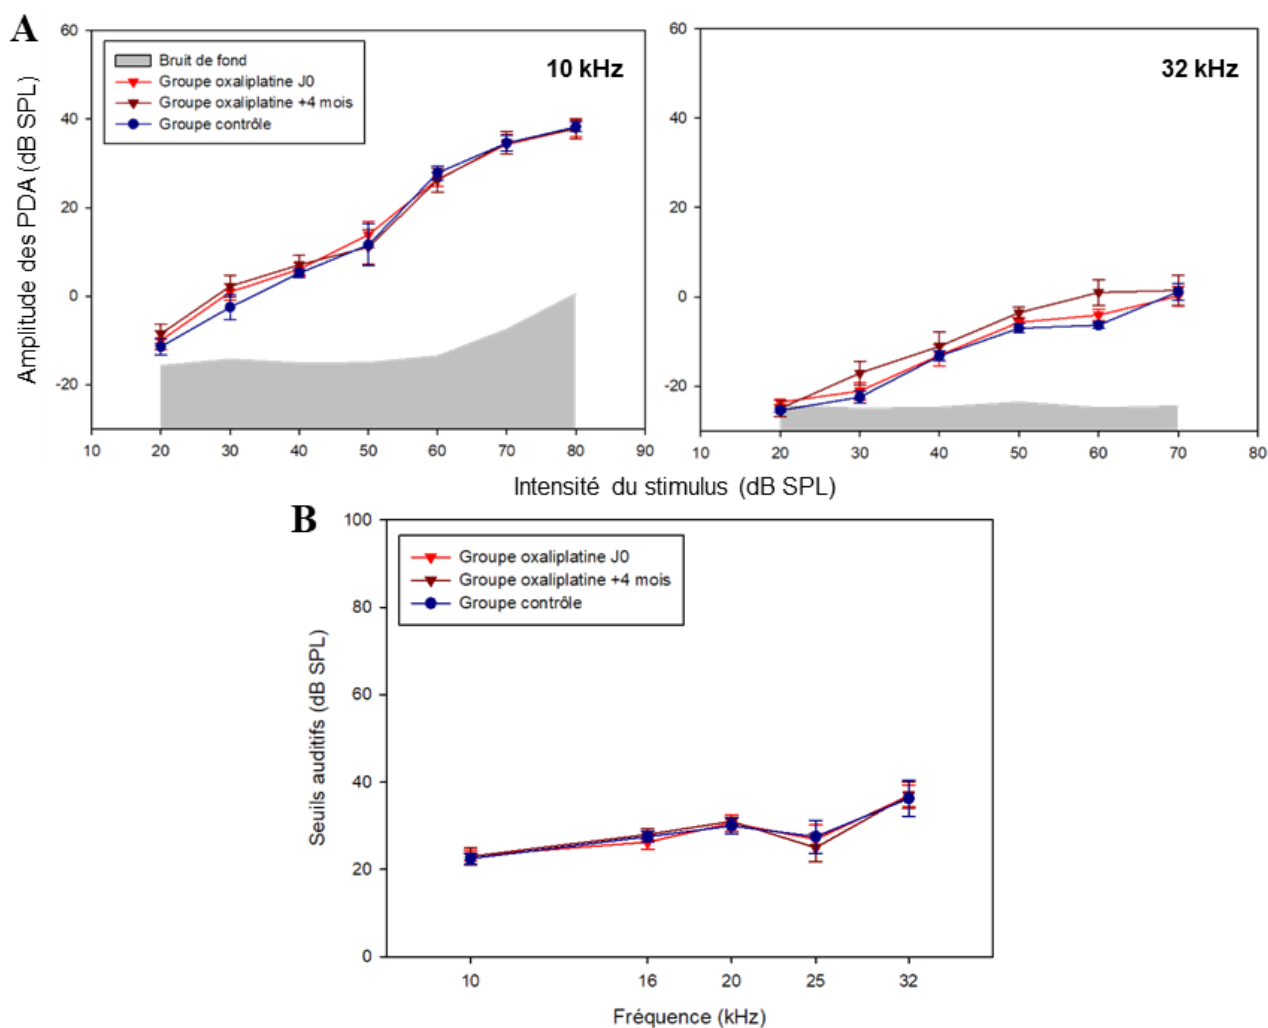 A
60
40
20
0
-20
Amplitude des PDA (dB SPL)
Bruit de fond
Groupe oxaliplatine J0
Groupe oxaliplatine +4 mois
Groupe contrôle
10 kHz
10 20 30 40 50 60 70 80 90
60
40
20
0
-20
32 kHz
10 20 30 40 50 60 70 80
Intensité du stimulus (dB SPL)
B
100
80
60
40
20
0
Seuils auditifs (dB SPL)
Groupe oxaliplatine J0
Groupe oxaliplatine +4 mois
Groupe contrôle
10 16 20 25 32
Fréquence (kHz)